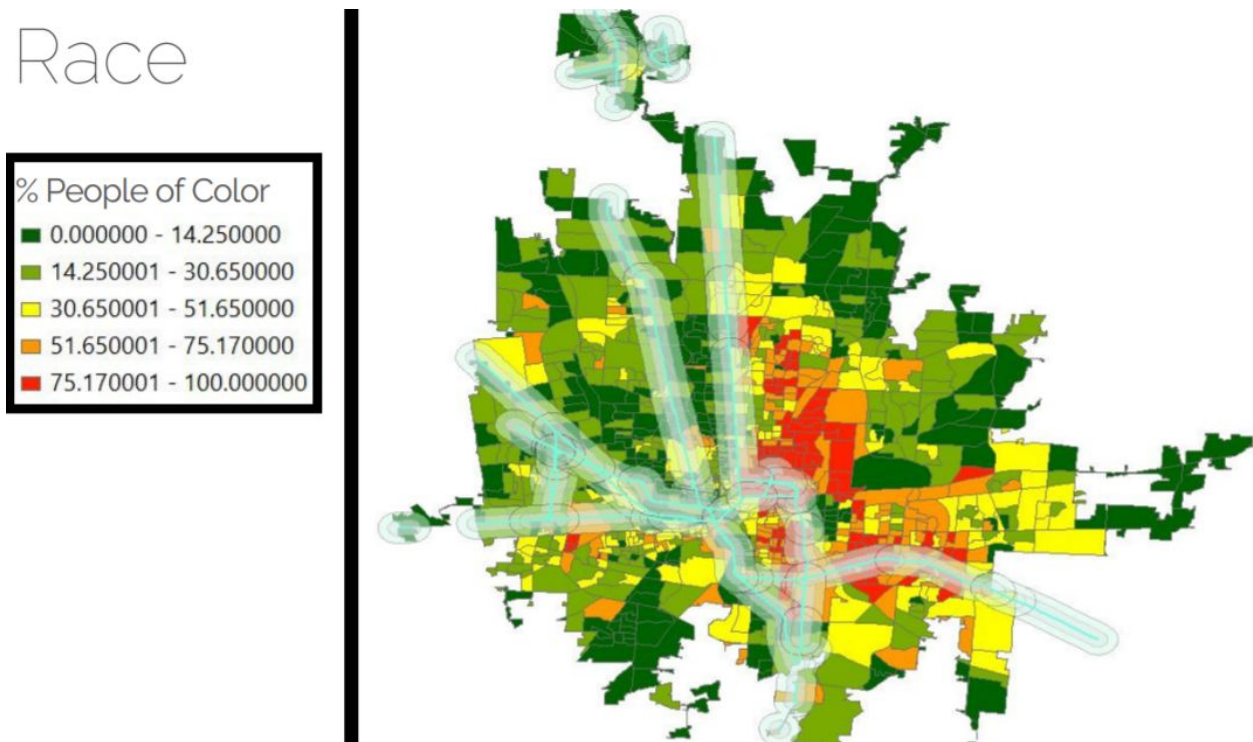 Race
% People of Color
0.000000 - 14.250000
14.250001 - 30.650000
30.650001 - 51.650000
51.650001 - 75.170000
75.170001 - 100.000000